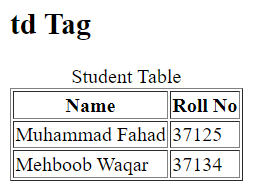 td Tag
Student Table
Name Roll No
Muhammad Fahad 37125
Mehboob Waqar 37134